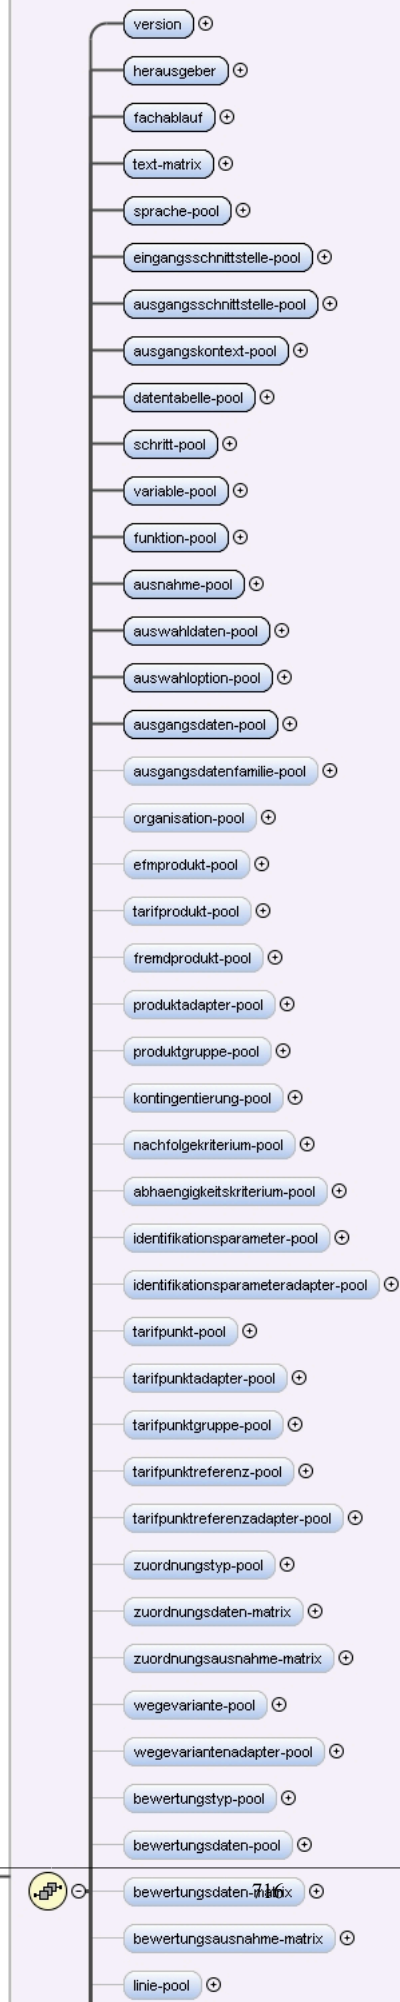 version
herausgeber
fachablauf
text-matrix
sprache-pool
eingangsschnittstelle-pool
ausgangsschnittstelle-pool
ausgangskontext-pool
datentabelle-pool
schritt-pool
variable-pool
funktion-pool
ausnahme-pool
auswahldaten-pool
auswahloption-pool
ausgangsdaten-pool
ausgangsdatenfamilie-pool
organisation-pool
efmprodukt-pool
tarifprodukt-pool
fremdprodukt-pool
produktadapter-pool
produktgruppe-pool
kontingentierung-pool
nachfolgekriterium-pool
abhaengigkeitskriterium-pool
identifikationsparameter-pool
identifikationsparameteradapter-pool
tarifpunkt-pool
tarifpunktadapter-pool
tarifpunktgruppe-pool
tarifpunktreferenz-pool
tarifpunktreferenzadapter-pool
zuordnungstyp-pool
zuordnungsdaten-matrix
zuordnungsausnahme-matrix
wegevariante-pool
wegevariantenadapter-pool
bewertungstyp-pool
bewertungsdaten-pool
bewertungsdaten-matrix
716
bewertungsausnahme-matrix
linie-pool